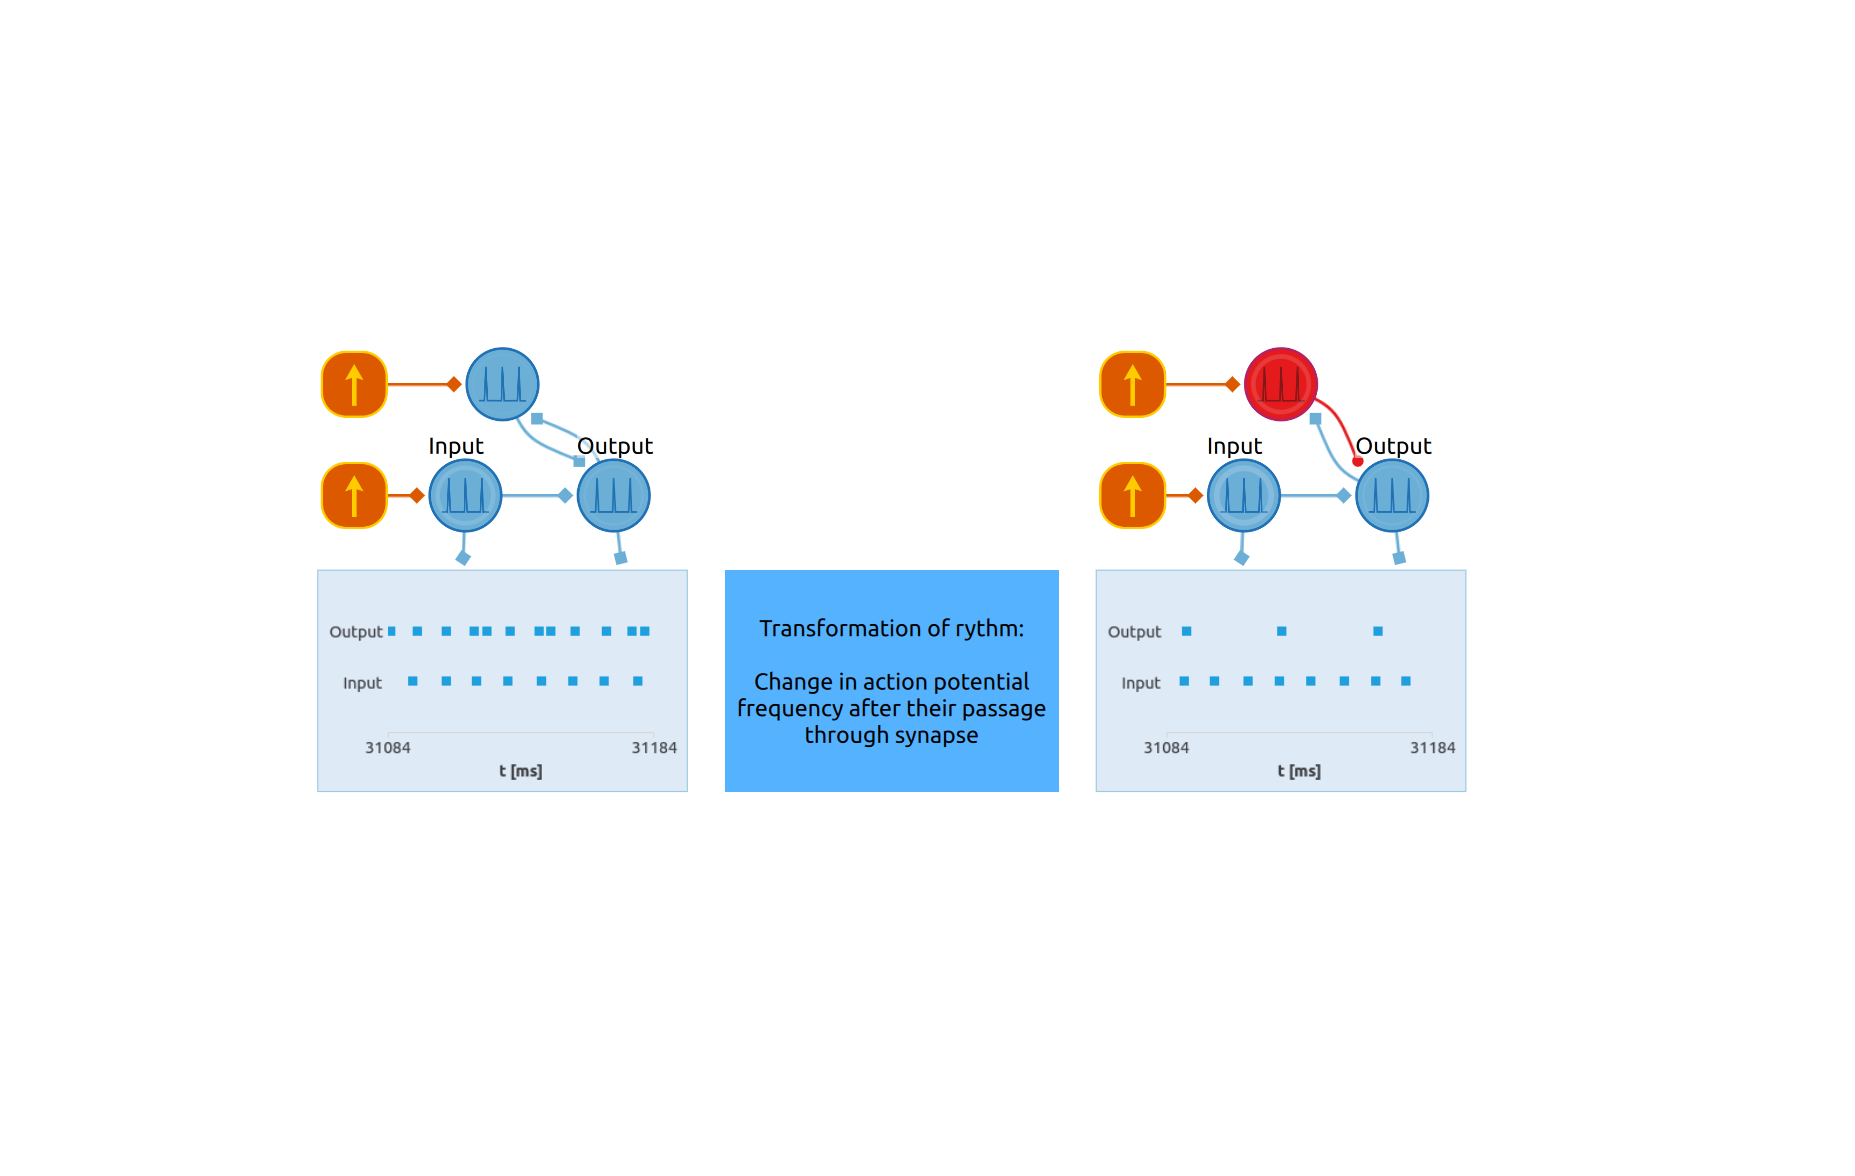 Input
Output
Output
Input
31084
31184
t [ms]
Transformation of rythm:
Change in action potential
frequency after their passage
through synapse
Input
Output
Output
Input
31084
31184
t [ms]